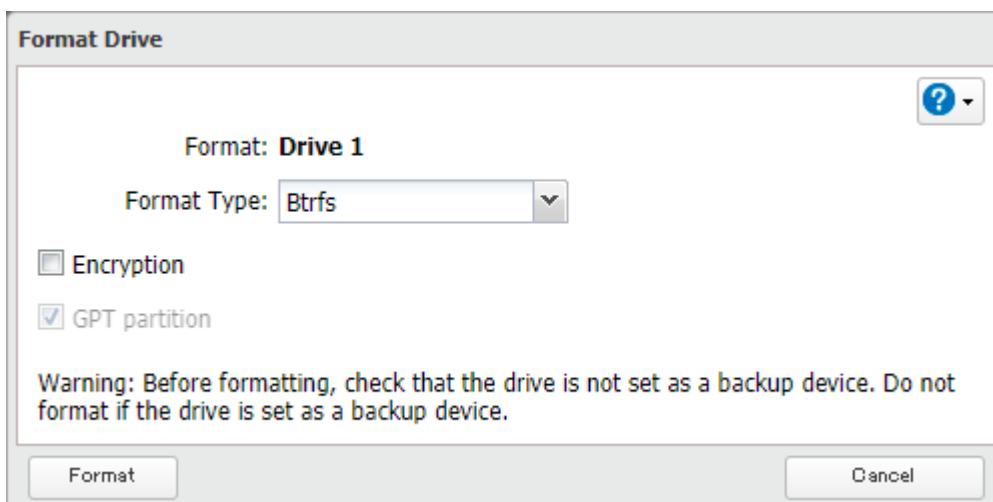 Format Drive
?
Format: Drive 1
Format Type: Btrfs
Encryption
GPT partition
Warning: Before formatting, check that the drive is not set as a backup device. Do not
format if the drive is set as a backup device.
Format Cancel